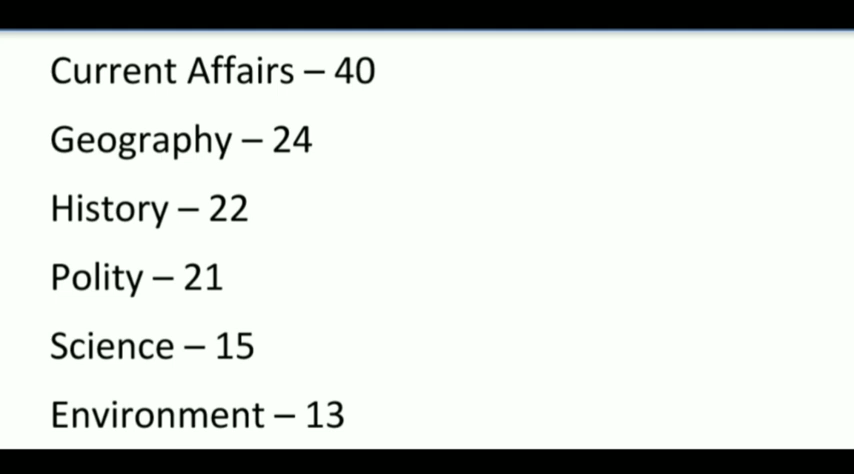 Current Affairs – 40
Geography – 24
History – 22
Polity – 21
Science – 15
Environment – 13